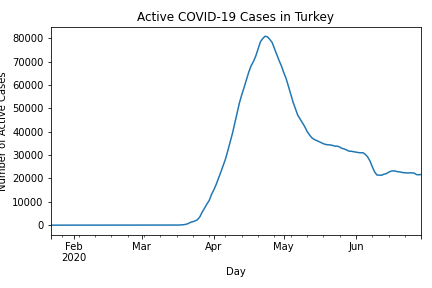 Active COVID-19 Cases in Turkey
Number of Active Cases
80000
70000
60000
50000
40000
30000
20000
10000
0
Feb Mar Apr May Jun
2020
Day